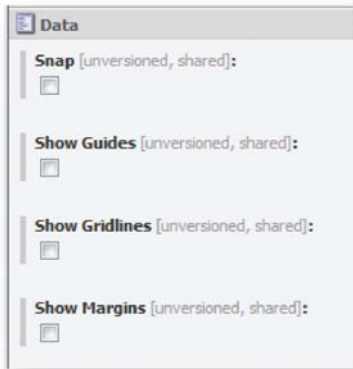 Data
Snap [unversioned, shared]:
Show Guides [unversioned, shared]:
Show Gridlines [unversioned, shared]:
Show Margins [unversioned, shared]: